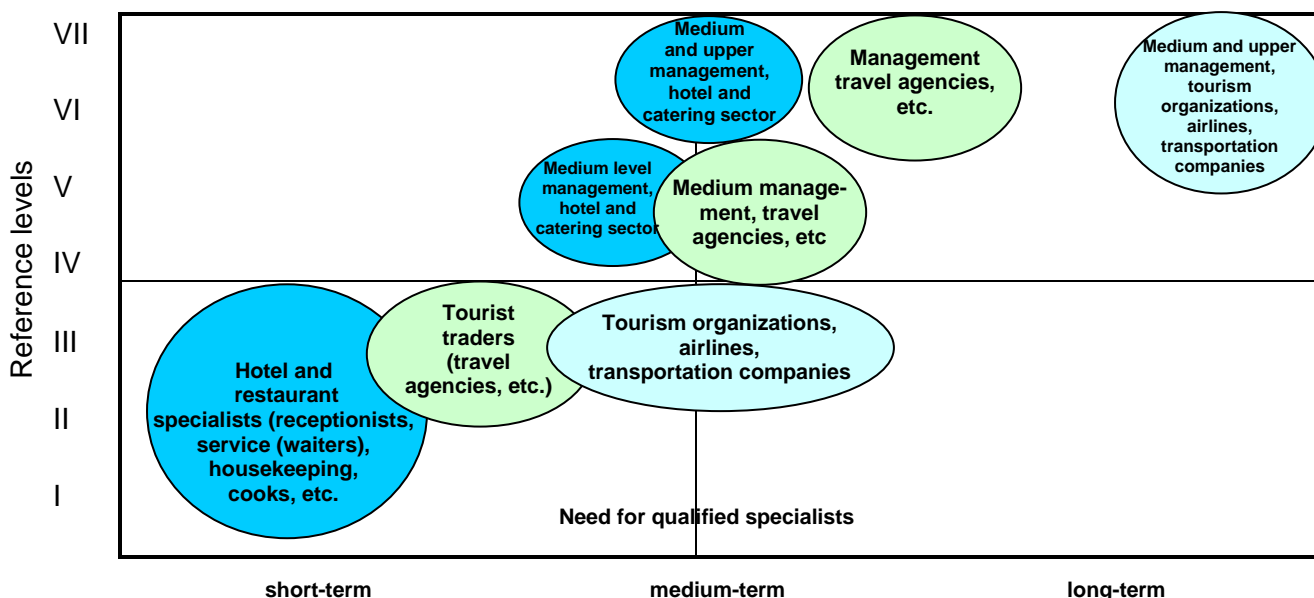 VII
VI
V
IV
III
II
I
Reference levels
Medium
and upper
management,
hotel and
catering sector
Management
travel agencies,
etc.
Medium and upper
management,
tourism
organizations,
airlines,
transportation
companies
Medium level
management,
hotel and
catering sector
Medium manage-
ment, travel
agencies, etc
Hotel and
restaurant
specialists (receptionists,
service (waiters),
housekeeping,
cooks, etc.
Tourist
traders
(travel
agencies, etc.)
Tourism organizations,
airlines,
transportation companies
Need for qualified specialists
short-term
medium-term
long-term